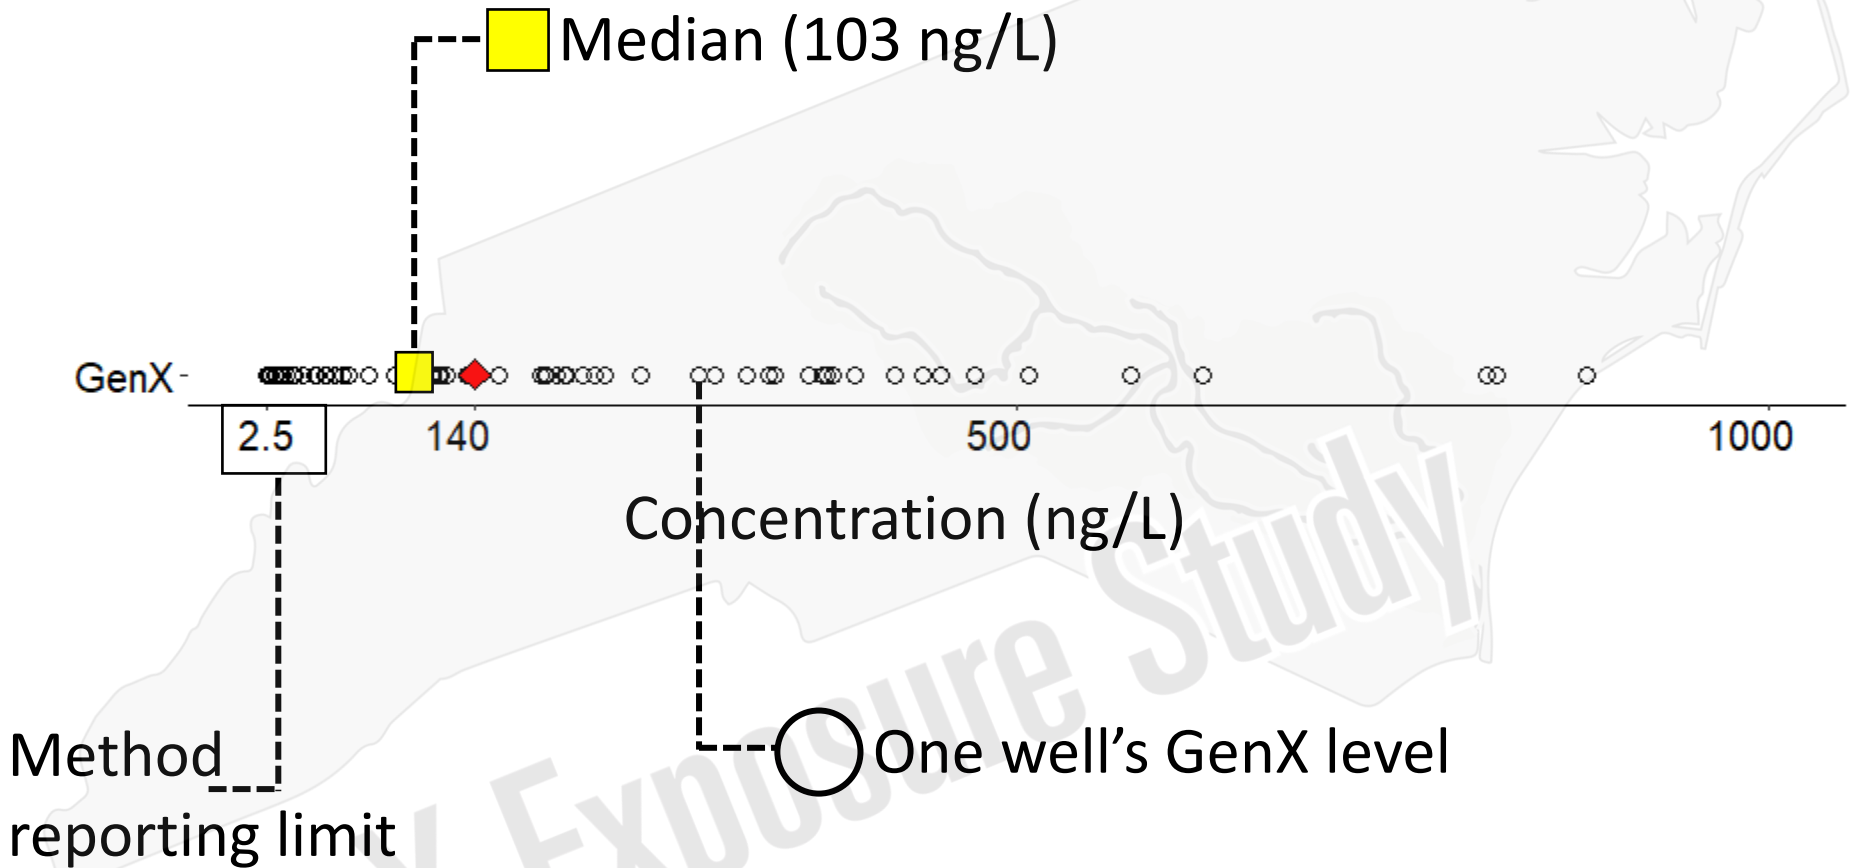 Median (103 ng/L)
GenX
2.5 140 500 1000
Concentration (ng/L)
One well’s GenX level
Method
reporting limit
X Exposure Study